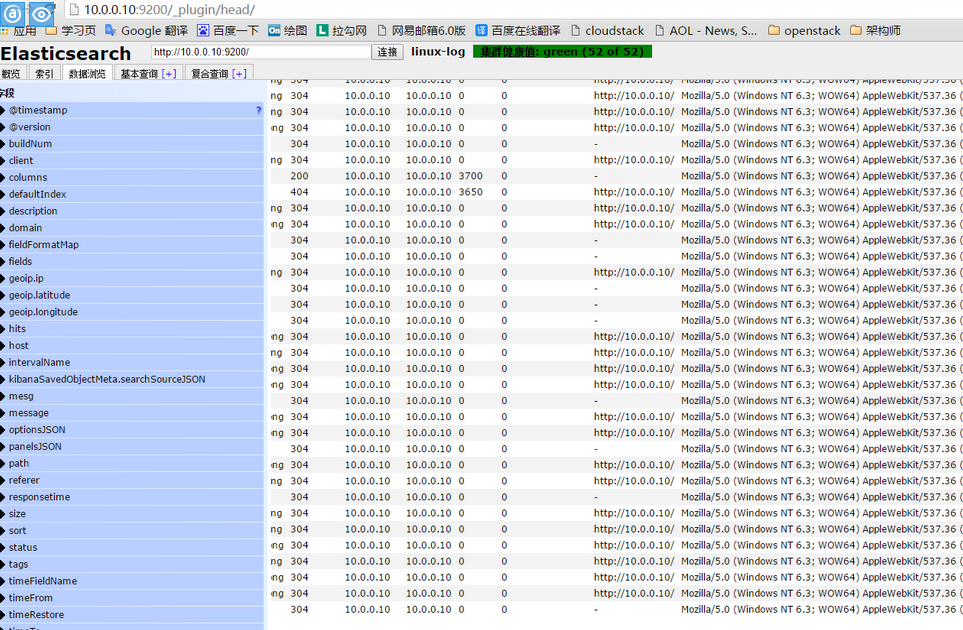 10.0.0.10:9200/_plugin/head/
应用 学习页 Google 翻译 百度一下 绘图 拉勾网 网易邮箱6.0版 百度在线翻译 cloudstack AOL - News, S... openstack 架构师
Elasticsearch http://10.0.0.10:9200/ 连接 linux-log 集群健康值: green (52 of 52)
概览 索引 数据浏览 基本查询 [+] 复合查询 [+]
字段
@timestamp ?
@version
buildNum
client
columns
defaultIndex
description
domain
fieldFormatMap
fields
geoip.ip
geoip.latitude
geoip.longitude
hits
host
intervalName
kibanaSavedObjectMeta.searchSourceJSON
mesg
message
optionsJSON
panelsJSON
path
referer
responsetime
size
sort
status
tags
timeFieldName
timeFrom
timeRestore
timeTo
ng 304 10.0.0.10 10.0.0.10 0 0 http://10.0.0.10/ Mozilla/5.0 (Windows NT 6.3; WOW64) AppleWebKit/537.36 (
ng 304 10.0.0.10 10.0.0.10 0 0 http://10.0.0.10/ Mozilla/5.0 (Windows NT 6.3; WOW64) AppleWebKit/537.36 (
ng 304 10.0.0.10 10.0.0.10 0 0 http://10.0.0.10/ Mozilla/5.0 (Windows NT 6.3; WOW64) AppleWebKit/537.36 (
ong 304 10.0.0.10 10.0.0.10 0 0 http://10.0.0.10/ Mozilla/5.0 (Windows NT 6.3; WOW64) AppleWebKit/537.36 (
304 10.0.0.10 10.0.0.10 0 0 - Mozilla/5.0 (Windows NT 6.3; WOW64) AppleWebKit/537.36 (
ng 304 10.0.0.10 10.0.0.10 0 0 http://10.0.0.10/ Mozilla/5.0 (Windows NT 6.3; WOW64) AppleWebKit/537.36 (
200 10.0.0.10 10.0.0.10 3700 0 - Mozilla/5.0 (Windows NT 6.3; WOW64) AppleWebKit/537.36 (
404 10.0.0.10 10.0.0.10 3650 0 http://10.0.0.10/ Mozilla/5.0 (Windows NT 6.3; WOW64) AppleWebKit/537.36 (
ng 304 10.0.0.10 10.0.0.10 0 0 http://10.0.0.10/ Mozilla/5.0 (Windows NT 6.3; WOW64) AppleWebKit/537.36 (
ong 304 10.0.0.10 10.0.0.10 0 0 http://10.0.0.10/ Mozilla/5.0 (Windows NT 6.3; WOW64) AppleWebKit/537.36 (
304 10.0.0.10 10.0.0.10 0 0 - Mozilla/5.0 (Windows NT 6.3; WOW64) AppleWebKit/537.36 (
304 10.0.0.10 10.0.0.10 0 0 - Mozilla/5.0 (Windows NT 6.3; WOW64) AppleWebKit/537.36 (
ng 304 10.0.0.10 10.0.0.10 0 0 http://10.0.0.10/ Mozilla/5.0 (Windows NT 6.3; WOW64) AppleWebKit/537.36 (
304 10.0.0.10 10.0.0.10 0 0 - Mozilla/5.0 (Windows NT 6.3; WOW64) AppleWebKit/537.36 (
304 10.0.0.10 10.0.0.10 0 0 - Mozilla/5.0 (Windows NT 6.3; WOW64) AppleWebKit/537.36 (
304 10.0.0.10 10.0.0.10 0 0 - Mozilla/5.0 (Windows NT 6.3; WOW64) AppleWebKit/537.36 (
ong 304 10.0.0.10 10.0.0.10 0 0 http://10.0.0.10/ Mozilla/5.0 (Windows NT 6.3; WOW64) AppleWebKit/537.36 (
ong 304 10.0.0.10 10.0.0.10 0 0 http://10.0.0.10/ Mozilla/5.0 (Windows NT 6.3; WOW64) AppleWebKit/537.36 (
ong 304 10.0.0.10 10.0.0.10 0 0 http://10.0.0.10/ Mozilla/5.0 (Windows NT 6.3; WOW64) AppleWebKit/537.36 (
ong 304 10.0.0.10 10.0.0.10 0 0 http://10.0.0.10/ Mozilla/5.0 (Windows NT 6.3; WOW64) AppleWebKit/537.36 (
304 10.0.0.10 10.0.0.10 0 0 - Mozilla/5.0 (Windows NT 6.3; WOW64) AppleWebKit/537.36 (
ong 304 10.0.0.10 10.0.0.10 0 0 http://10.0.0.10/ Mozilla/5.0 (Windows NT 6.3; WOW64) AppleWebKit/537.36 (
ong 304 10.0.0.10 10.0.0.10 0 0 http://10.0.0.10/ Mozilla/5.0 (Windows NT 6.3; WOW64) AppleWebKit/537.36 (
304 10.0.0.10 10.0.0.10 0 0 - Mozilla/5.0 (Windows NT 6.3; WOW64) AppleWebKit/537.36 (
ong 304 10.0.0.10 10.0.0.10 0 0 http://10.0.0.10/ Mozilla/5.0 (Windows NT 6.3; WOW64) AppleWebKit/537.36 (
ong 304 10.0.0.10 10.0.0.10 0 0 http://10.0.0.10/ Mozilla/5.0 (Windows NT 6.3; WOW64) AppleWebKit/537.36 (
304 10.0.0.10 10.0.0.10 0 0 - Mozilla/5.0 (Windows NT 6.3; WOW64) AppleWebKit/537.36 (
ng 304 10.0.0.10 10.0.0.10 0 0 http://10.0.0.10/ Mozilla/5.0 (Windows NT 6.3; WOW64) AppleWebKit/537.36 (
ng 304 10.0.0.10 10.0.0.10 0 0 http://10.0.0.10/ Mozilla/5.0 (Windows NT 6.3; WOW64) AppleWebKit/537.36 (
ong 304 10.0.0.10 10.0.0.10 0 0 http://10.0.0.10/ Mozilla/5.0 (Windows NT 6.3; WOW64) AppleWebKit/537.36 (
ong 304 10.0.0.10 10.0.0.10 0 0 http://10.0.0.10/ Mozilla/5.0 (Windows NT 6.3; WOW64) AppleWebKit/537.36 (
ong 304 10.0.0.10 10.0.0.10 0 0 http://10.0.0.10/ Mozilla/5.0 (Windows NT 6.3; WOW64) AppleWebKit/537.36 (
ong 304 10.0.0.10 10.0.0.10 0 0 http://10.0.0.10/ Mozilla/5.0 (Windows NT 6.3; WOW64) AppleWebKit/537.36 (
304 10.0.0.10 10.0.0.10 0 0 - Mozilla/5.0 (Windows NT 6.3; WOW64) AppleWebKit/537.36 (